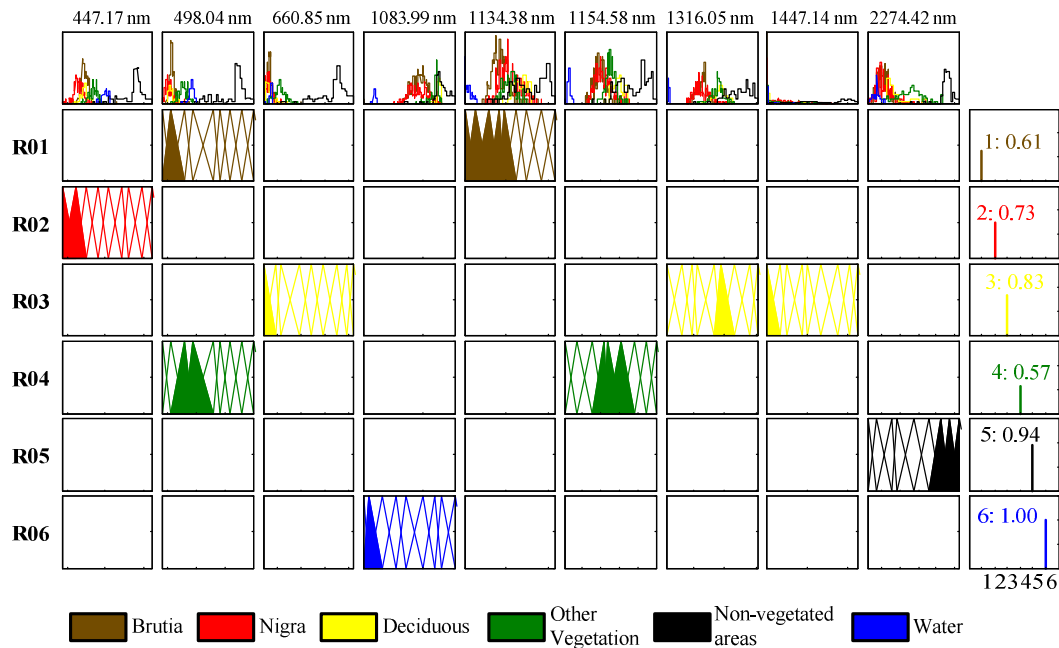 447.17 nm 498.04 nm 660.85 nm 1083.99 nm 1134.38 nm 1154.58 nm 1316.05 nm 1447.14 nm 2274.42 nm
R01 1: 0.61
R02 2: 0.73
R03 3: 0.83
R04 4: 0.57
R05 5: 0.94
R06 6: 1.00
123456
Brutia Nigra Deciduous Other Vegetation Non-vegetated areas Water